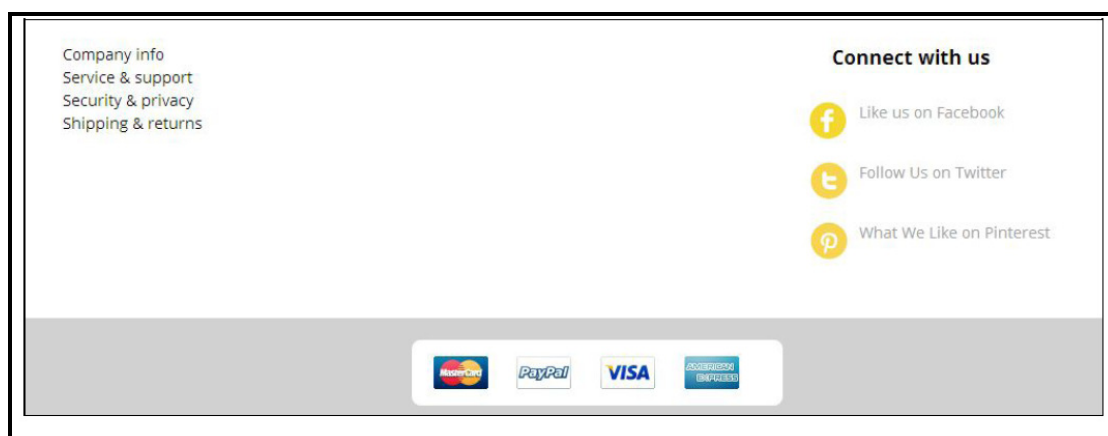 Company info
Service & support
Security & privacy
Shipping & returns
Connect with us
Like us on Facebook
Follow Us on Twitter
What We Like on Pinterest
MasterCard
PayPal
VISA
AMERICAN
EXPRESS